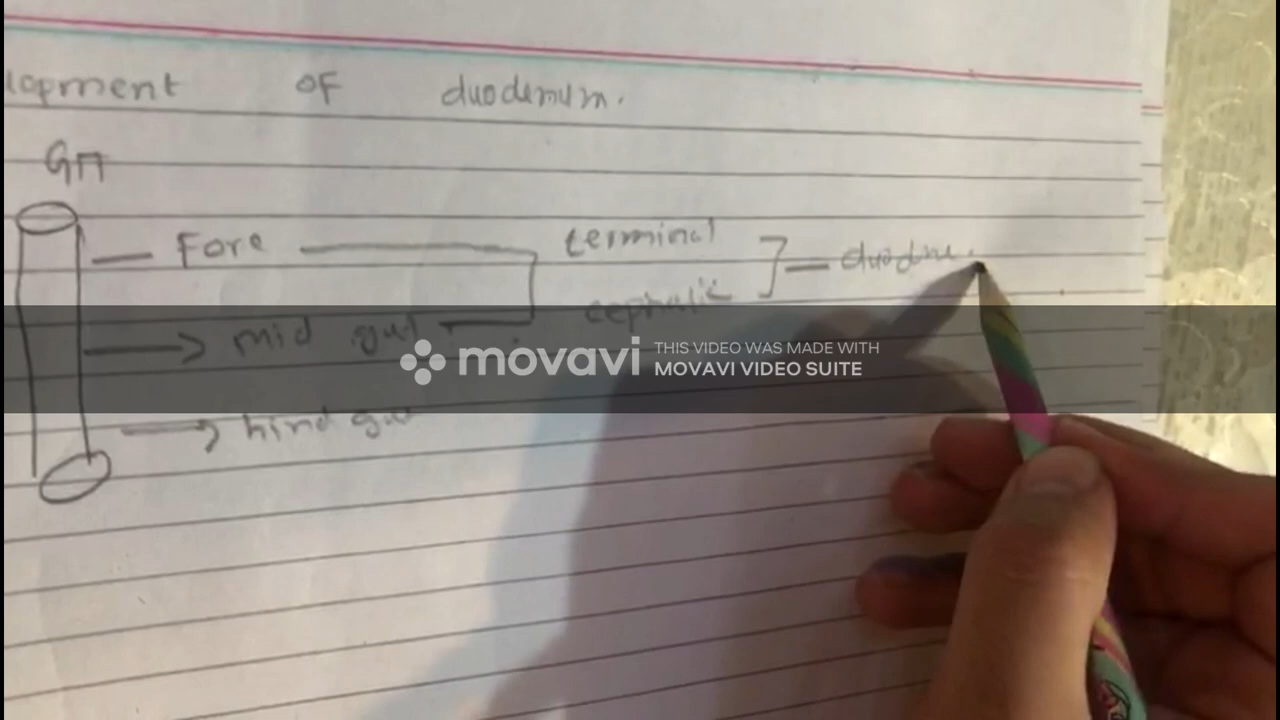 lopment of duodenum.
GIT
Fore terminal
cephalic
duodne
mid gut
movavi THIS VIDEO WAS MADE WITH
MOVAVI VIDEO SUITE
hind gut